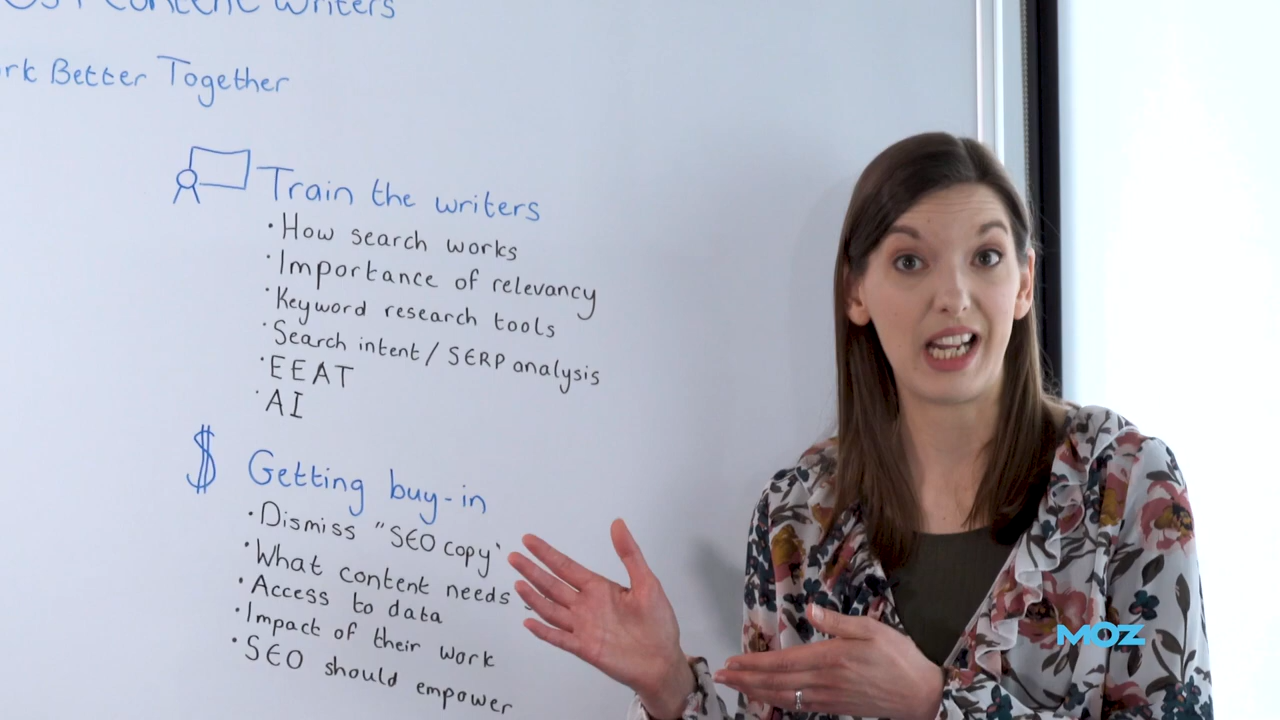 Content Writers
Better Together
Train the writers
· How search works
· Importance of relevancy
· Keyword research tools
· Search intent / SERP analysis
· EEAT
· AI
$ Getting buy-in
· Dismiss "SEO copy"
· What content needs
· Access to data
· Impact of their work
· SEO should empower
MOZ